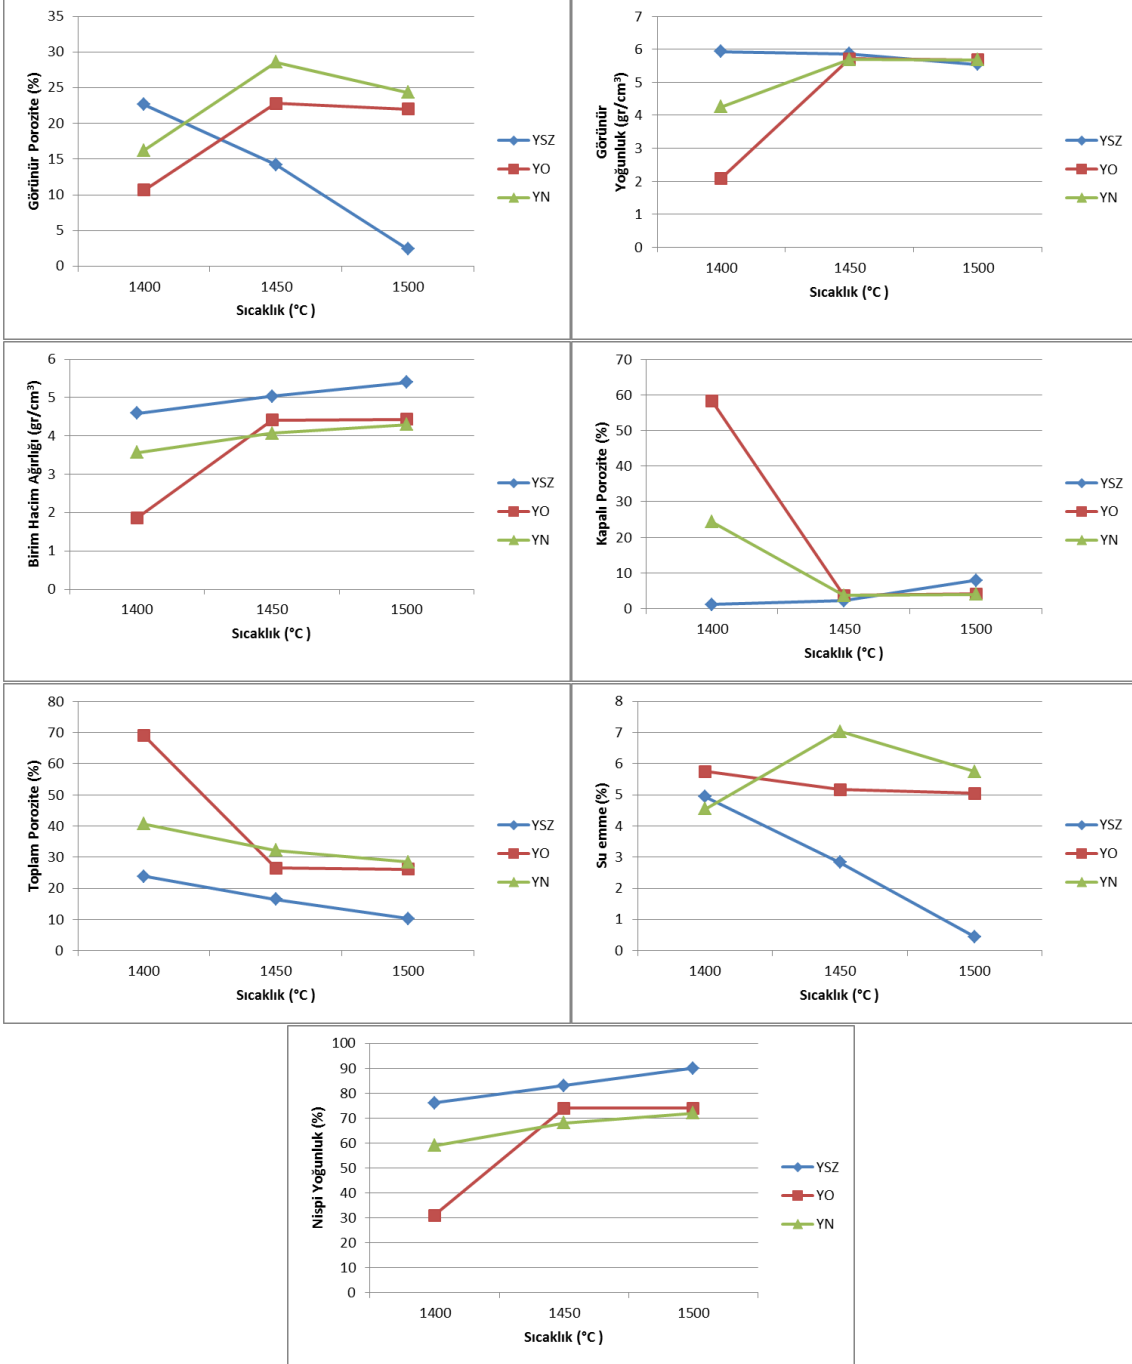 35
30
25
20
15
10
5
0
Görünür Porozite (%)
1400 1450 1500
Sıcaklık (°C )
YSZ
YO
YN
7
6
5
4
3
2
1
0
Görünür
Yoğunluk (gr/cm³)
1400 1450 1500
Sıcaklık (°C )
YSZ
YO
YN
6
5
4
3
2
1
0
Birim Hacim Ağırlığı (gr/cm³)
1400 1450 1500
Sıcaklık (°C )
YSZ
YO
YN
70
60
50
40
30
20
10
0
Kapalı Porozite (%)
1400 1450 1500
Sıcaklık (°C )
YSZ
YO
YN
80
70
60
50
40
30
20
10
0
Toplam Porozite (%)
1400 1450 1500
Sıcaklık (°C )
YSZ
YO
YN
8
7
6
5
4
3
2
1
0
Su emme (%)
1400 1450 1500
Sıcaklık (°C )
YSZ
YO
YN
100
90
80
70
60
50
40
30
20
10
0
Nispi Yoğunluk (%)
1400 1450 1500
Sıcaklık (°C )
YSZ
YO
YN